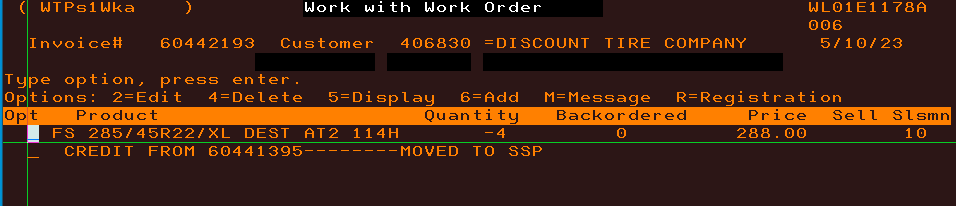 ( WTPs1Wka ) Work with Work Order WL01E1178A
006
Invoice# 60442193 Customer 406830 =DISCOUNT TIRE COMPANY 5/10/23
Type option, press enter.
Options: 2=Edit 4=Delete 5=Display 6=Add M=Message R=Registration
Opt Product Quantity Backordered Price Sell Slsmn
_ FS 285/45R22/XL DEST AT2 114H -4 0 288.00 10
_ CREDIT FROM 60441395--------MOVED TO SSP